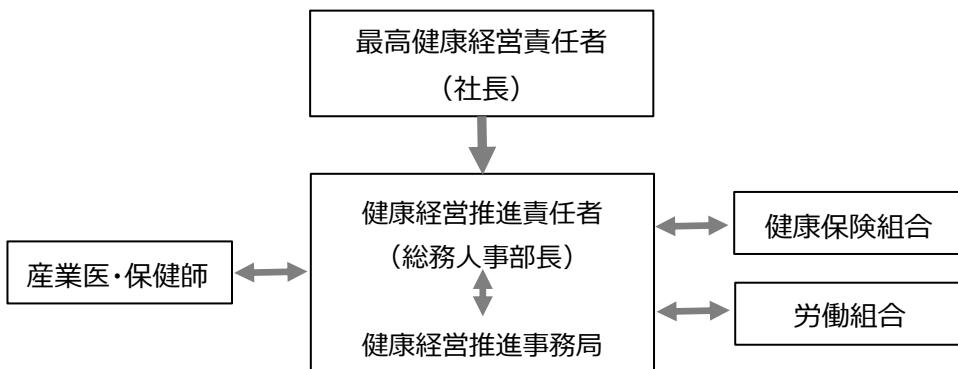 最高健康経営責任者
（社長）
健康経営推進責任者
（総務人事部長）
健康経営推進事務局
産業医・保健師
健康保険組合
労働組合